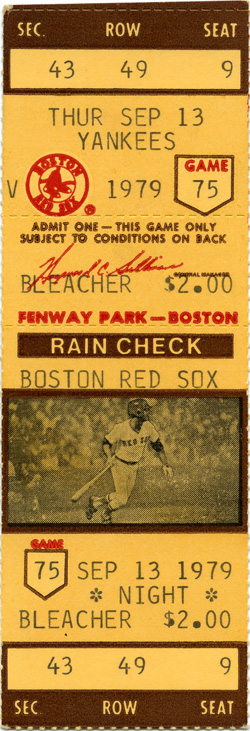 SEC. ROW SEAT
43 49 9
THUR SEP 13
YANKEES
BOSTON
RED SOX
®
GAME
V 1979 75
ADMIT ONE — THIS GAME ONLY
SUBJECT TO CONDITIONS ON BACK
GENERAL MANAGER
BLEACHER $2.00
FENWAY PARK — BOSTON
RAIN CHECK
BOSTON RED SOX
RED SOX
GAME
75 SEP 13 1979
* NIGHT *
BLEACHER $2.00
43 49 9
SEC. ROW SEAT